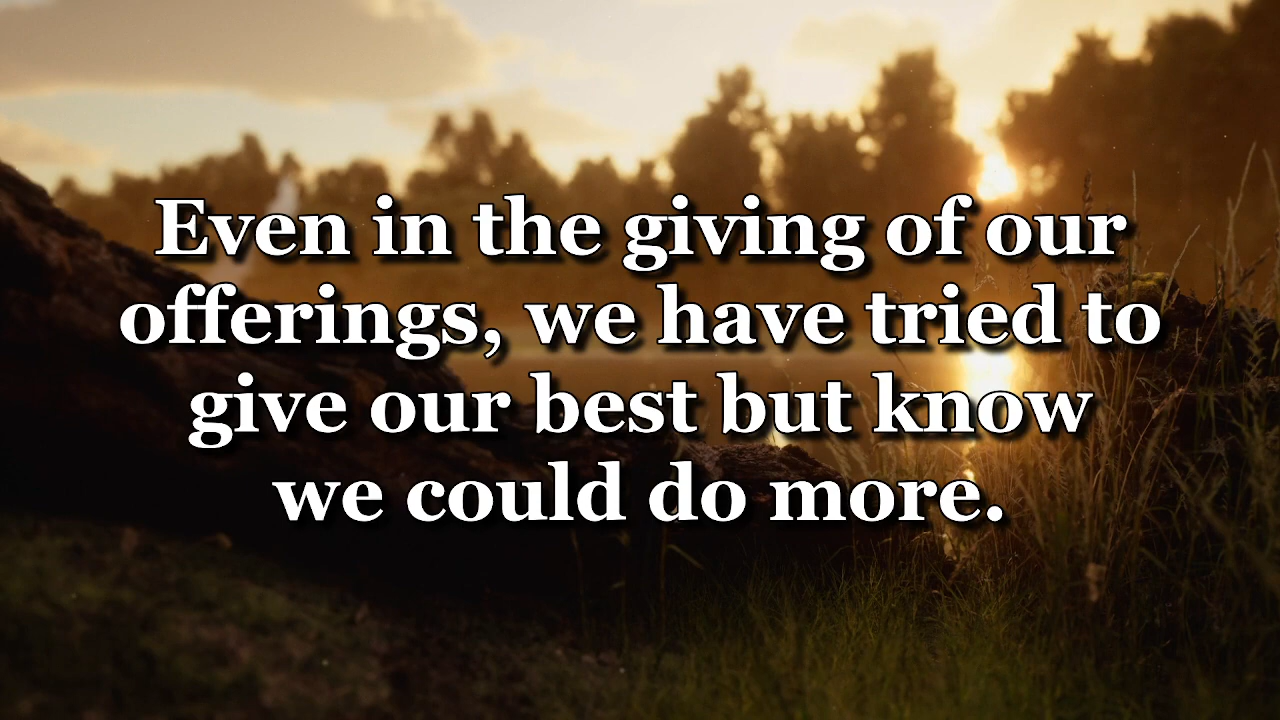 Even in the giving of our
offerings, we have tried to
give our best but know
we could do more.